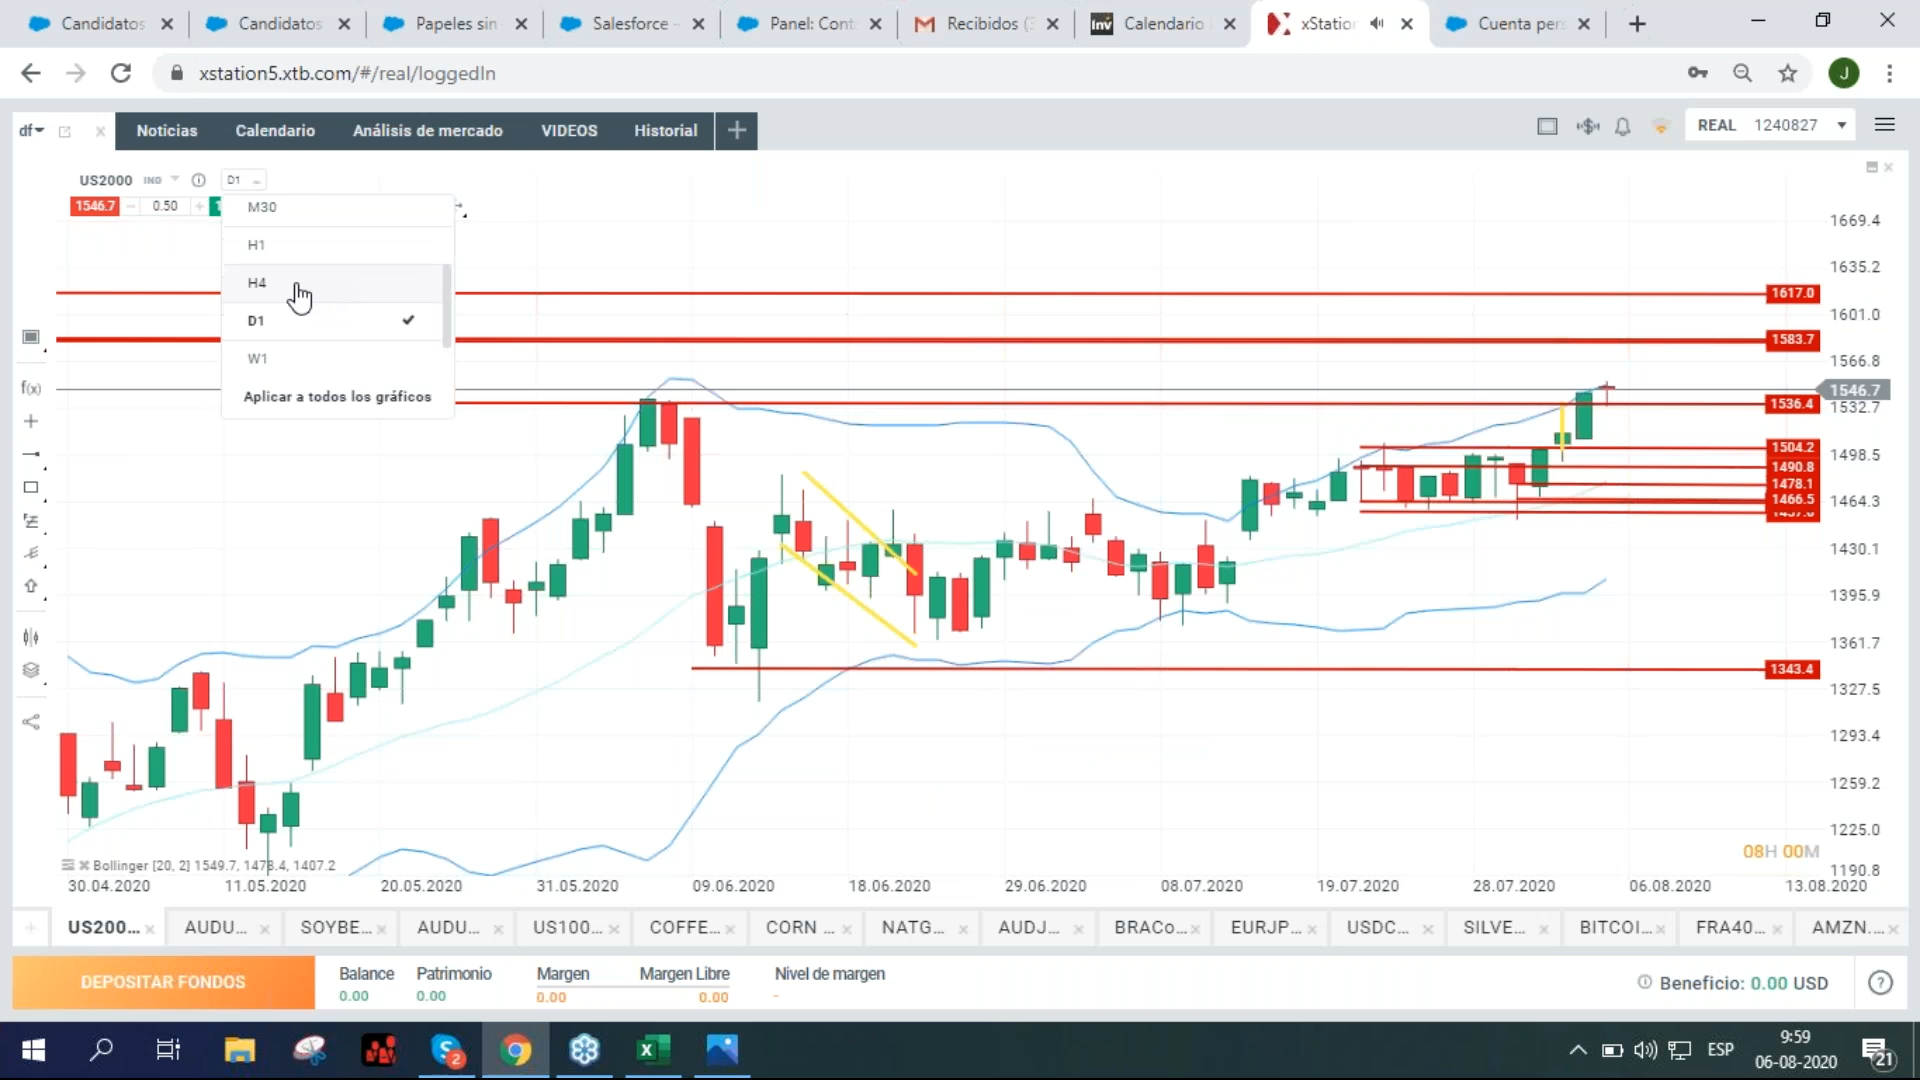 Candidatos
Candidatos
Papeles sin
Salesforce -
Panel: Cont
Recibidos (3
Calendario
xStation
Cuenta pers
xstation5.xtb.com/#/real/loggedIn
J
df
Noticias
Calendario
Análisis de mercado
VIDEOS
Historial
REAL 1240827
US2000 IND
D1
1546.7
0.50
M30
H1
H4
D1
W1
Aplicar a todos los gráficos
f(x)
1669.4
1635.2
1617.0
1601.0
1583.7
1566.8
1546.7
1536.4
1532.7
1504.2
1498.5
1490.8
1478.1
1466.5
1464.3
1430.1
1395.9
1361.7
1343.4
1327.5
1293.4
1259.2
1225.0
1190.8
08H 00M
Bollinger [20, 2] 1549.7, 1478.4, 1407.2
30.04.2020
11.05.2020
20.05.2020
31.05.2020
09.06.2020
18.06.2020
29.06.2020
08.07.2020
19.07.2020
28.07.2020
06.08.2020
13.08.2020
US200...
AUDU...
SOYBE...
AUDU...
US100...
COFFE...
CORN ...
NATG...
AUDJ...
BRACo...
EURJP...
USDC...
SILVE...
BITCOI...
FRA40...
AMZN....
DEPOSITAR FONDOS
Balance
Patrimonio
Margen
Margen Libre
Nivel de margen
0.00
0.00
0.00
0.00
-
Beneficio: 0.00 USD
2
ESP
9:59
06-08-2020
21